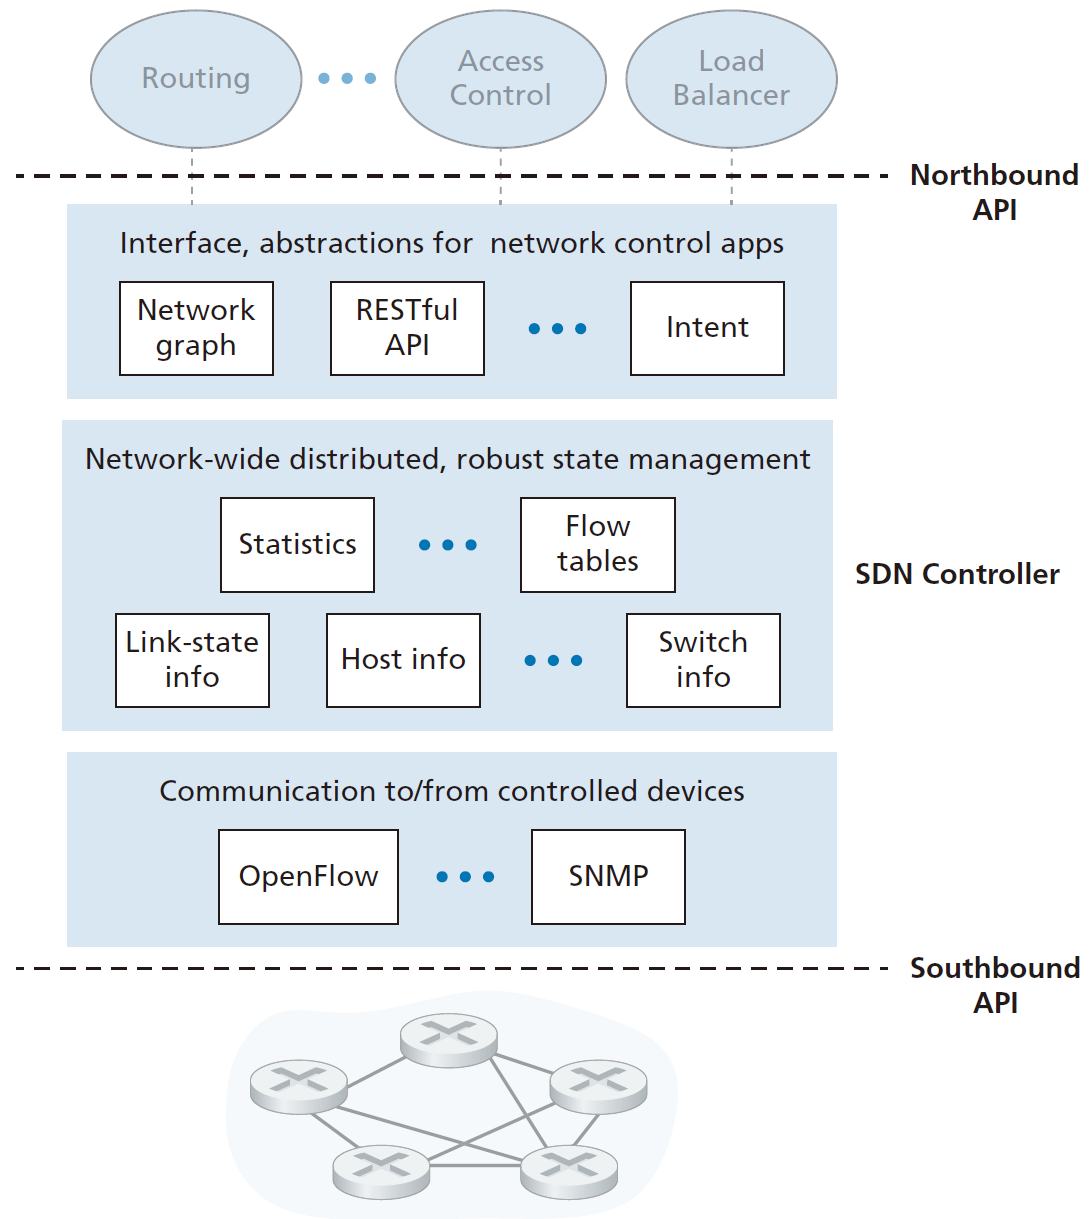 Routing
Access
Control
Load
Balancer
Northbound
API
Interface, abstractions for network control apps
Network
graph
RESTful
API
Intent
Network-wide distributed, robust state management
Statistics
Flow
tables
SDN Controller
Link-state
info
Host info
Switch
info
Communication to/from controlled devices
OpenFlow
SNMP
Southbound
API